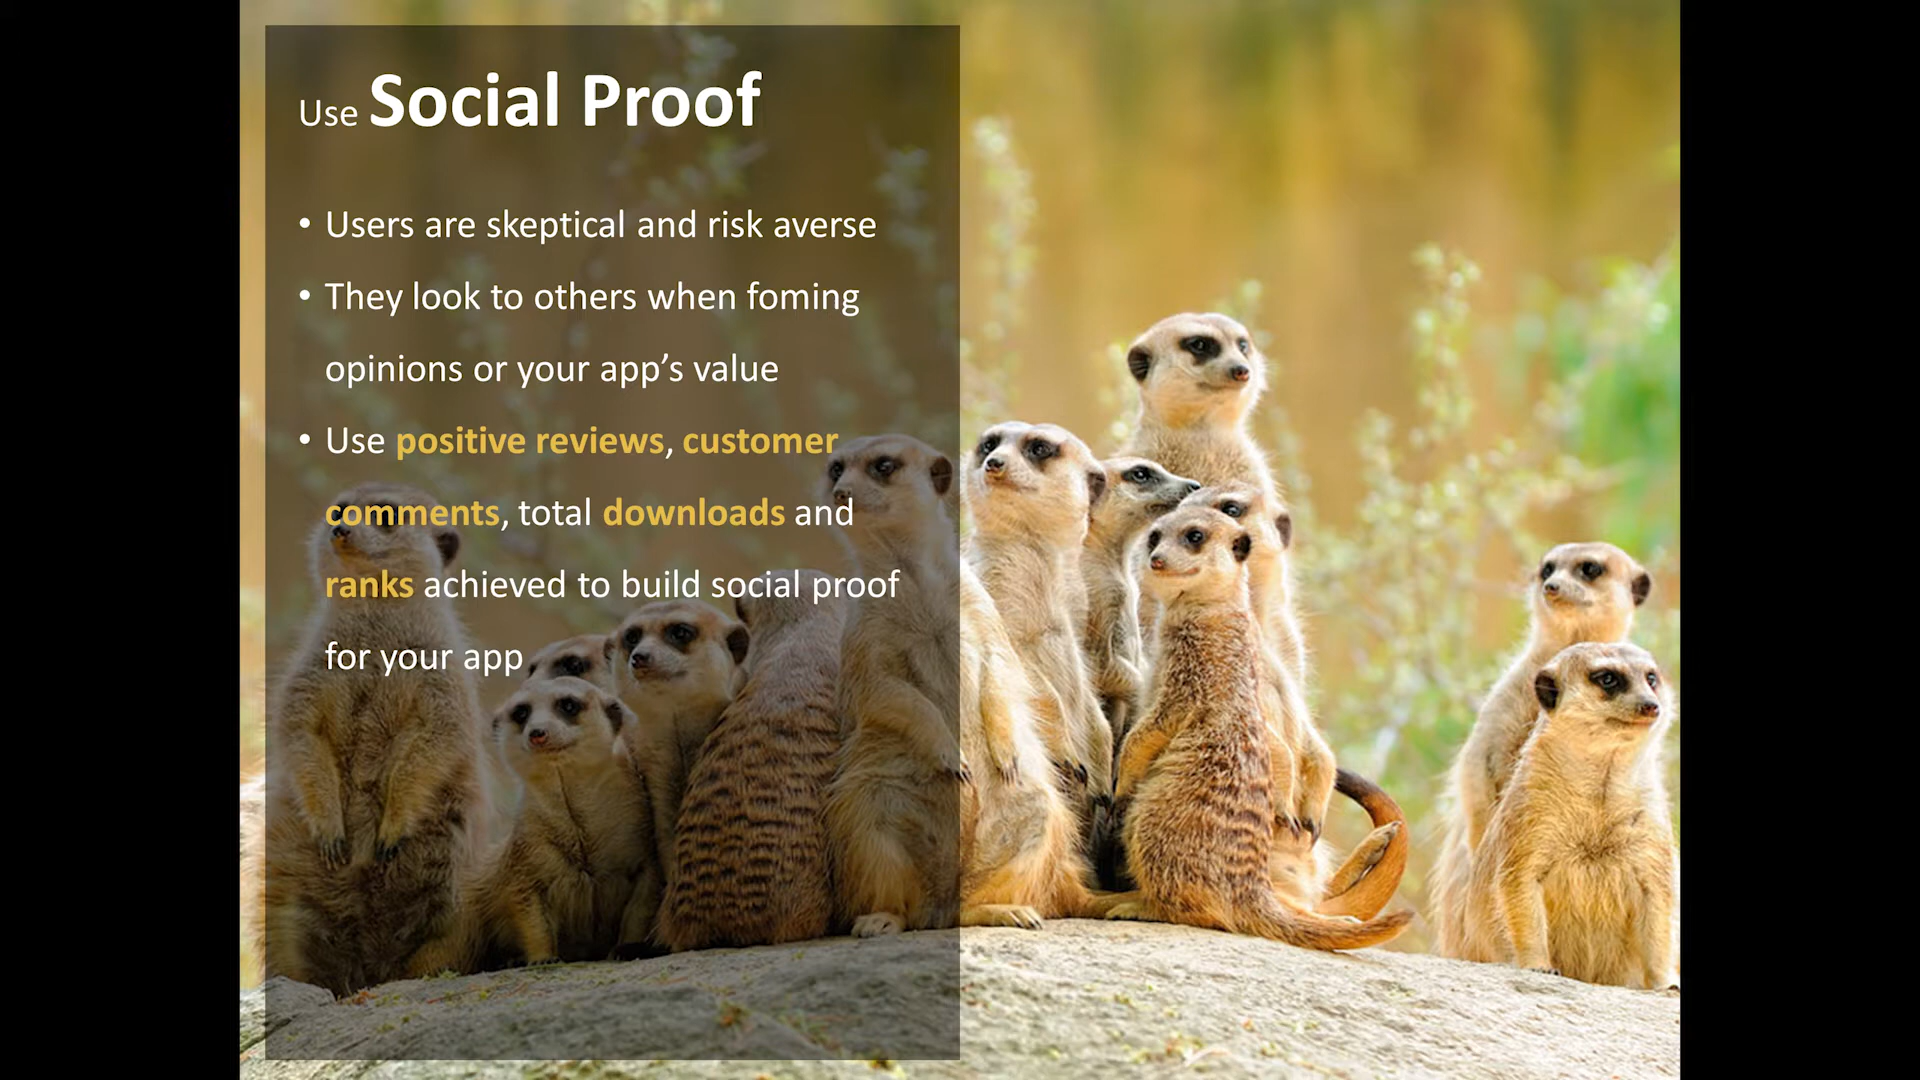 Use Social Proof
• Users are skeptical and risk averse
• They look to others when foming
opinions or your app’s value
• Use positive reviews, customer
comments, total downloads and
ranks achieved to build social proof
for your app